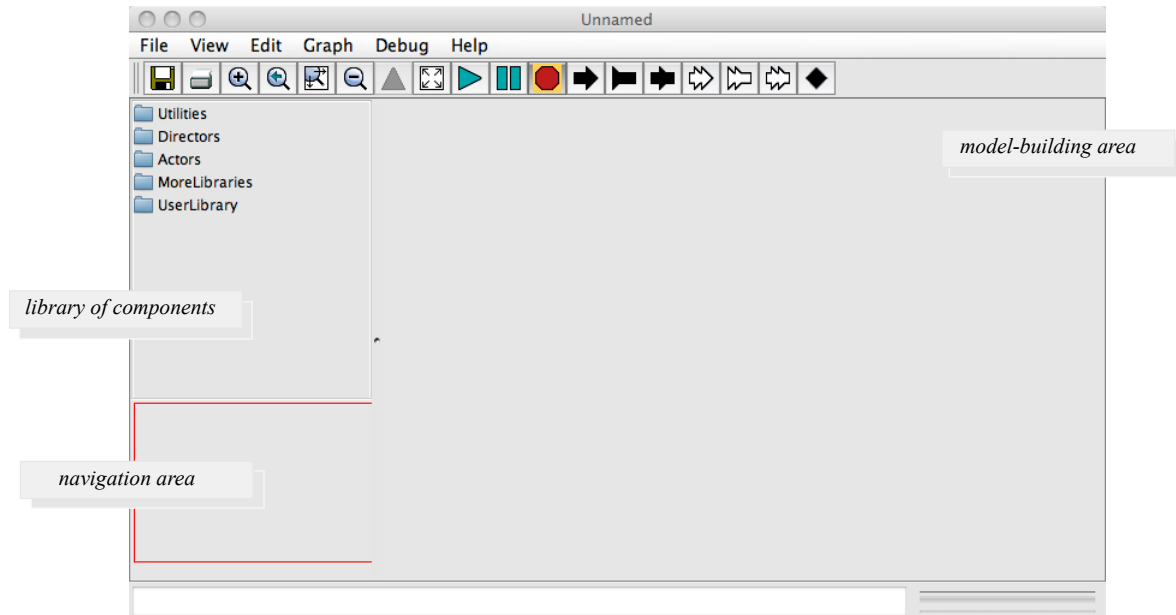 Unnamed
File View Edit Graph Debug Help
Utilities
Directors
Actors
MoreLibraries
UserLibrary
model-building area
library of components
navigation area